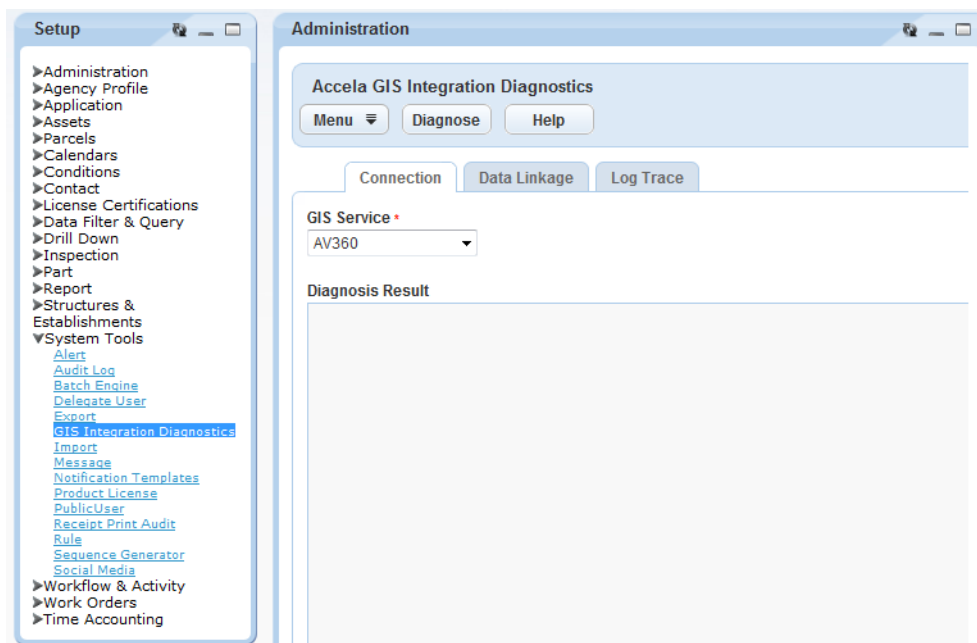 Setup
Administration
Agency Profile
Application
Assets
Parcels
Calendars
Conditions
Contact
License Certifications
Data Filter & Query
Drill Down
Inspection
Part
Report
Structures &
Establishments
System Tools
Alert
Audit Log
Batch Engine
Delegate User
Export
GIS Integration Diagnostics
Import
Message
Notification Templates
Product License
PublicUser
Receipt Print Audit
Rule
Sequence Generator
Social Media
Workflow & Activity
Work Orders
Time Accounting
Administration
Accela GIS Integration Diagnostics
Menu Diagnose Help
Connection Data Linkage Log Trace
GIS Service *
AV360
Diagnosis Result